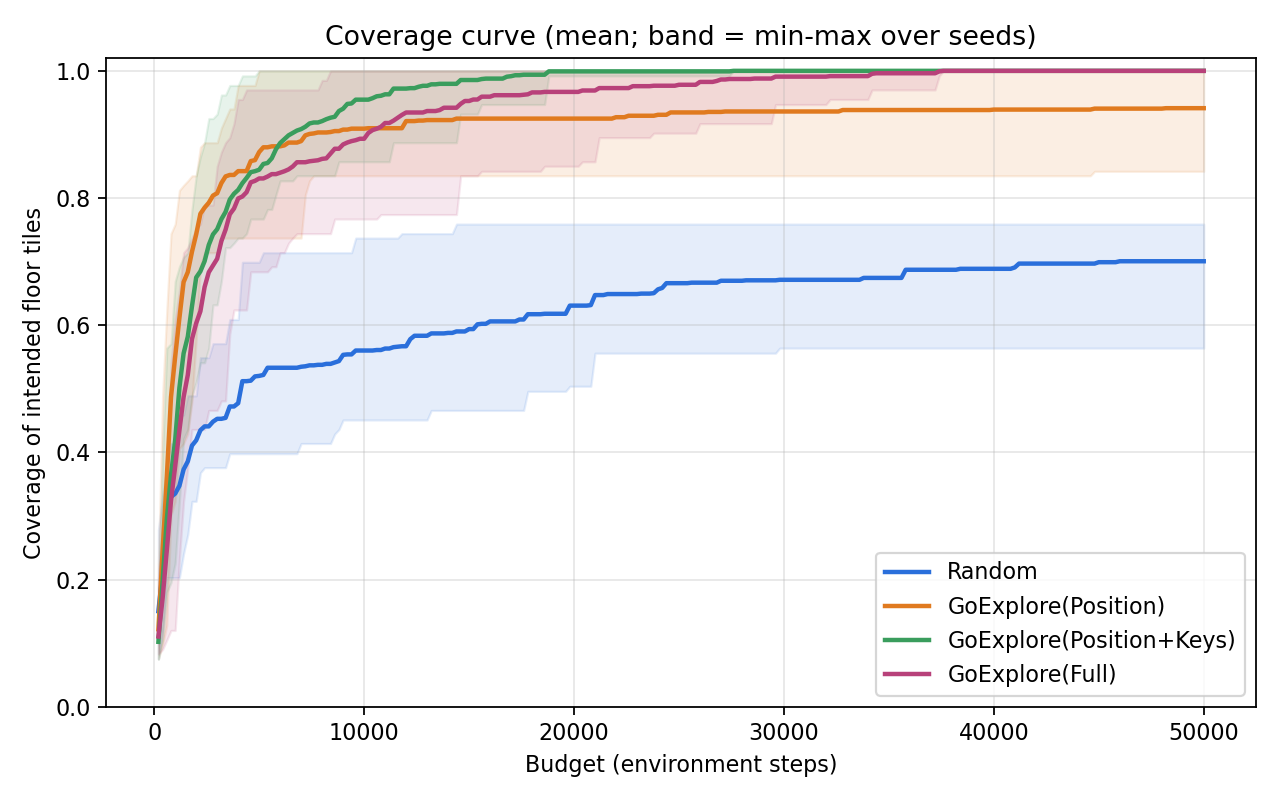 Coverage curve (mean; band = min-max over seeds)
Coverage of intended floor tiles
1.0
0.8
0.6
0.4
0.2
0.0
0 10000 20000 30000 40000 50000
Budget (environment steps)
Random
GoExplore(Position)
GoExplore(Position+Keys)
GoExplore(Full)